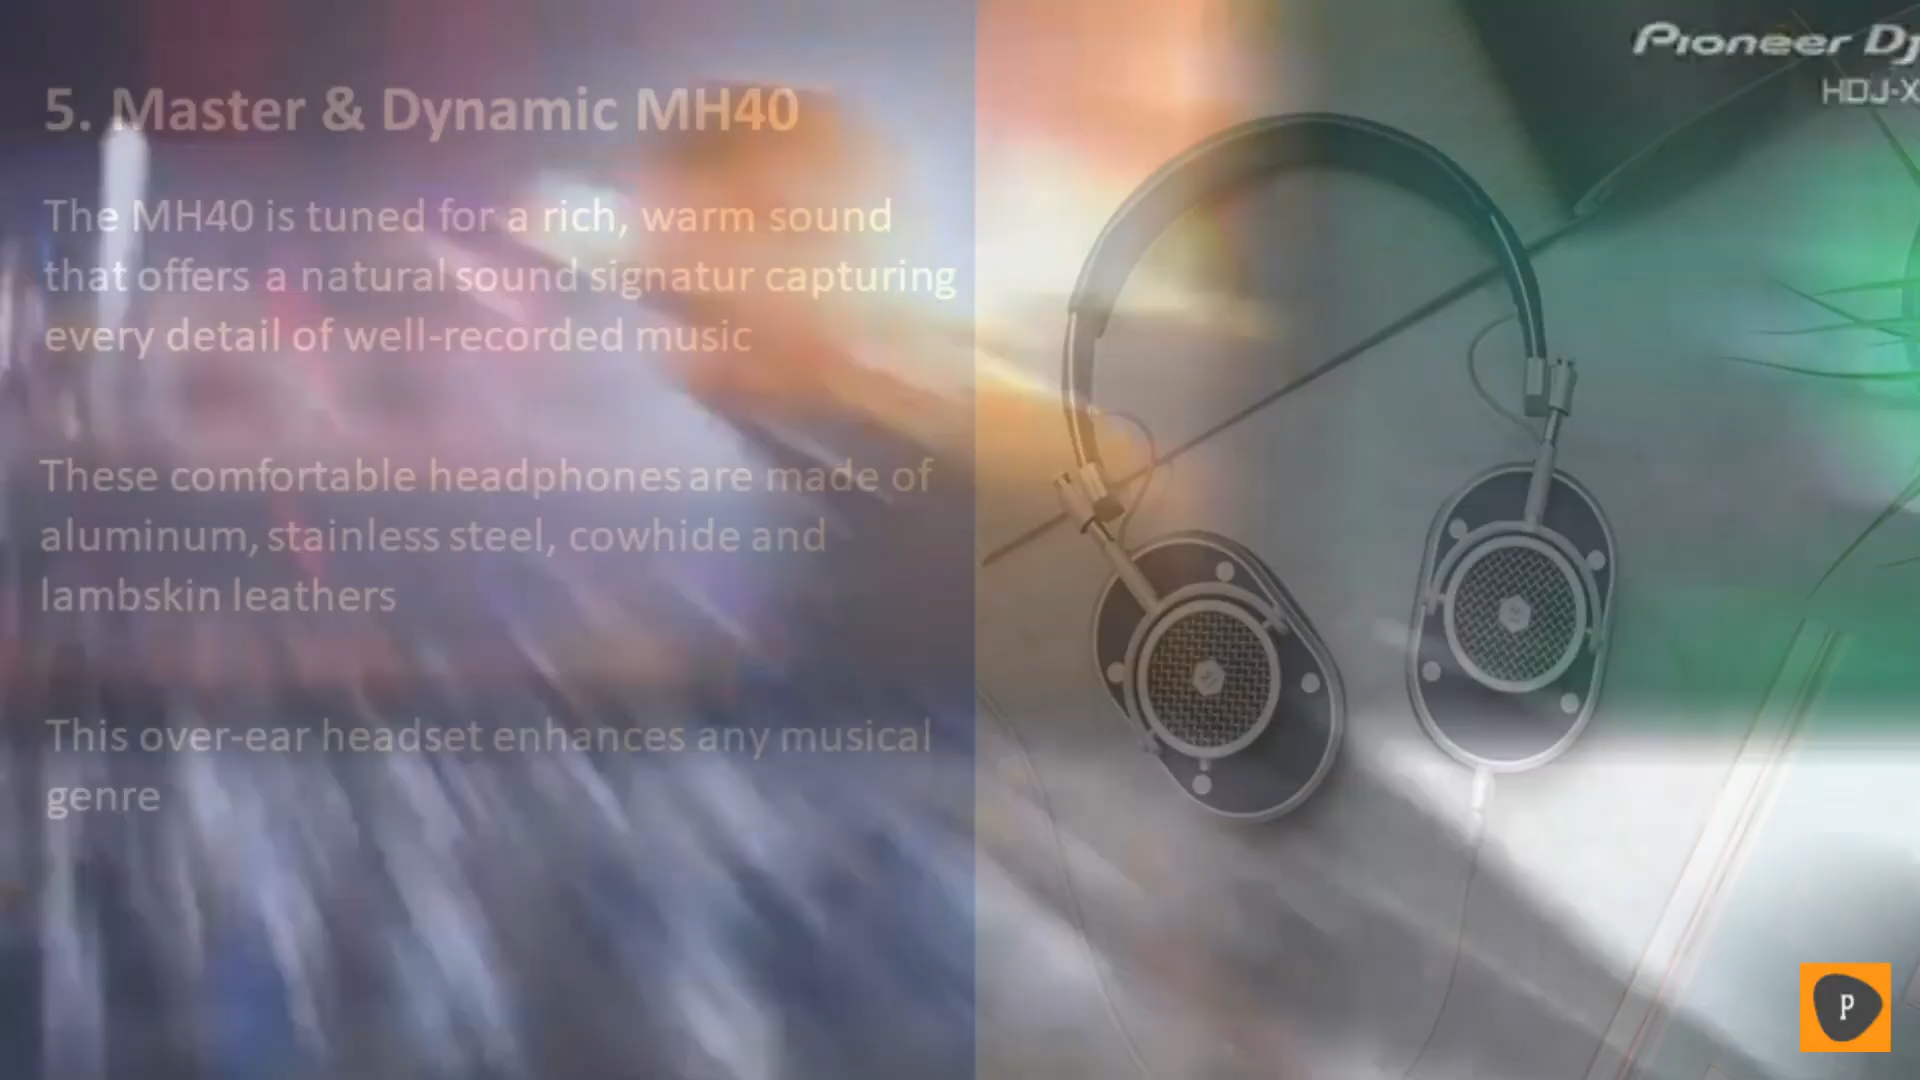 5. Master & Dynamic MH40
The MH40 is tuned for a rich, warm sound
that offers a natural sound signatur capturing
every detail of well-recorded music
These comfortable headphones are made of
aluminum, stainless steel, cowhide and
lambskin leathers
This over-ear headset enhances any musical
genre
Pioneer Dj
HDJ-X
P